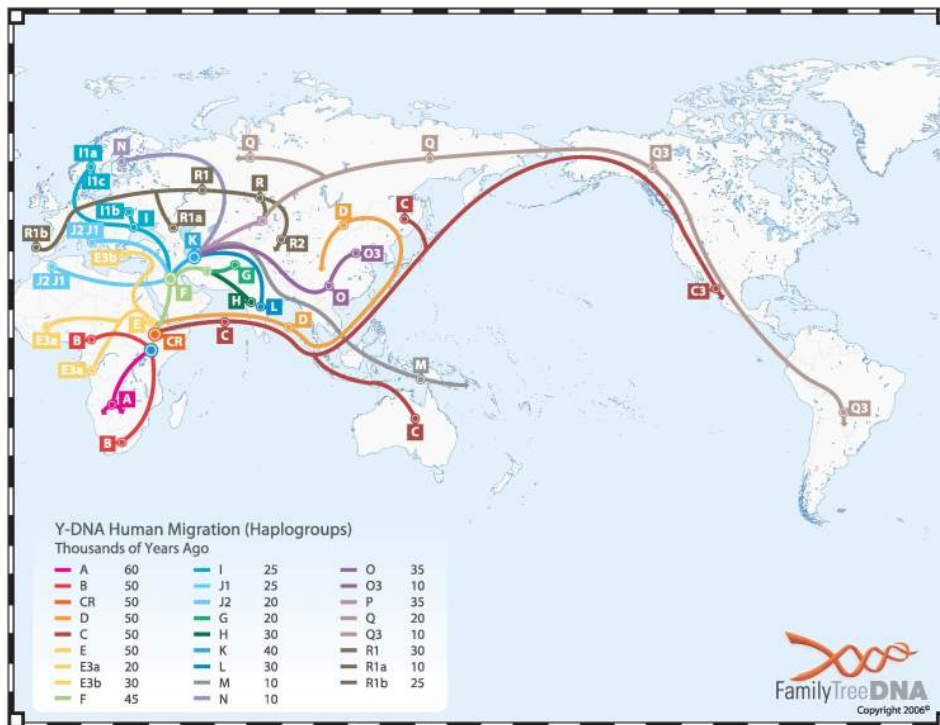 I1a
N
Q
Q
Q3
I1c
R1
R
I1b
I
D
C
R1a
R1b
J2 J1
K
R2
E3b
O3
J2 J1
G
F
O
C3
H
L
E
D
E3a
B
CR
C
E3a
M
A
Q3
B
C
Y-DNA Human Migration (Haplogroups)
Thousands of Years Ago
A 60
B 50
CR 50
D 50
C 50
E 50
E3a 20
E3b 30
F 45
I 25
J1 25
J2 20
G 20
H 30
K 40
L 30
M 10
N 10
O 35
O3 10
P 35
Q 20
Q3 10
R1 30
R1a 10
R1b 25
FamilyTreeDNA
Copyright 2006©